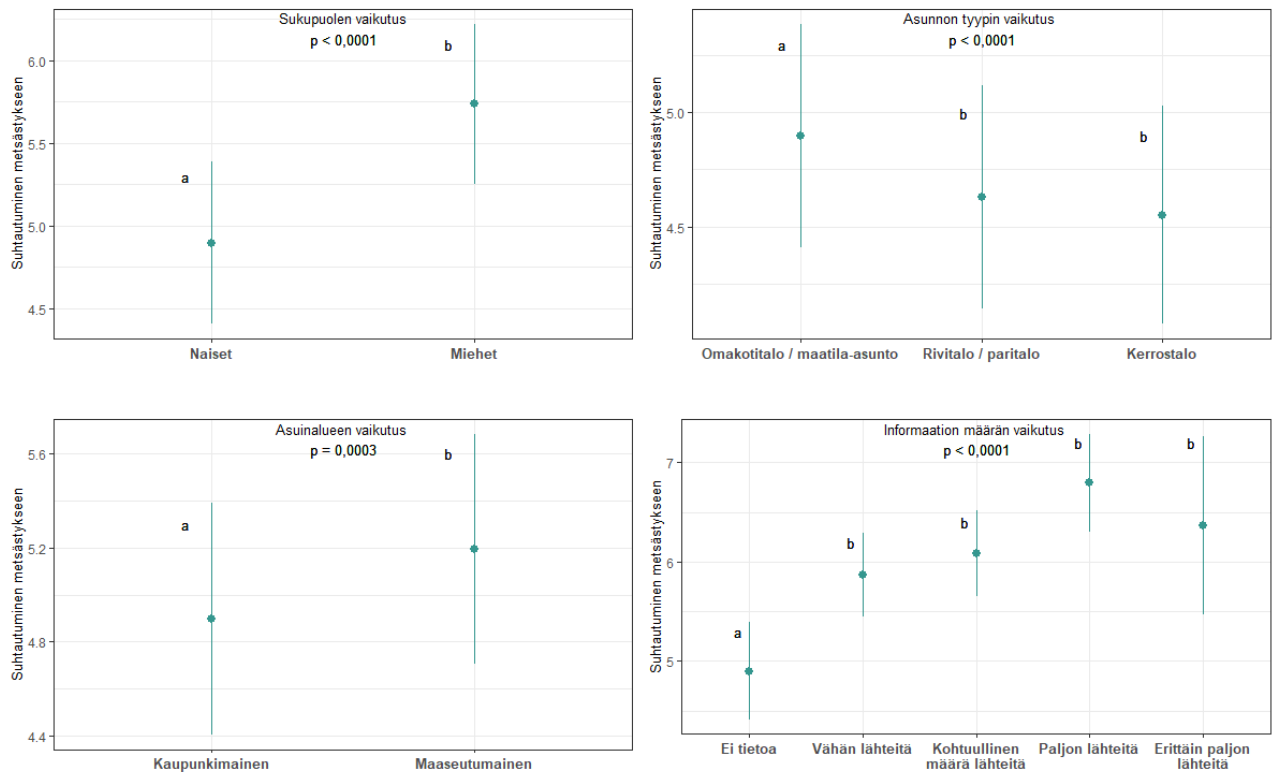 Sukupuolen vaikutus
p < 0,0001
b
6.0
5.5
a
5.0
4.5
Suhtautuminen metsästykseen
Naiset
Miehet
Asunnon tyypin vaikutus
p < 0,0001
a
b
b
5.0
4.5
Suhtautuminen metsästykseen
Omakotitalo / maatila-asunto
Rivitalo / paritalo
Kerrostalo
Asuinalueen vaikutus
p = 0,0003
b
5.6
a
5.2
4.8
4.4
Suhtautuminen metsästykseen
Kaupunkimainen
Maaseutumainen
Informaation määrän vaikutus
p < 0,0001
b
b
7
b
b
6
a
5
Suhtautuminen metsästykseen
Ei tietoa
Vähän lähteitä
Kohtuullinen
määrä lähteitä
Paljon lähteitä
Erittäin paljon
lähteitä